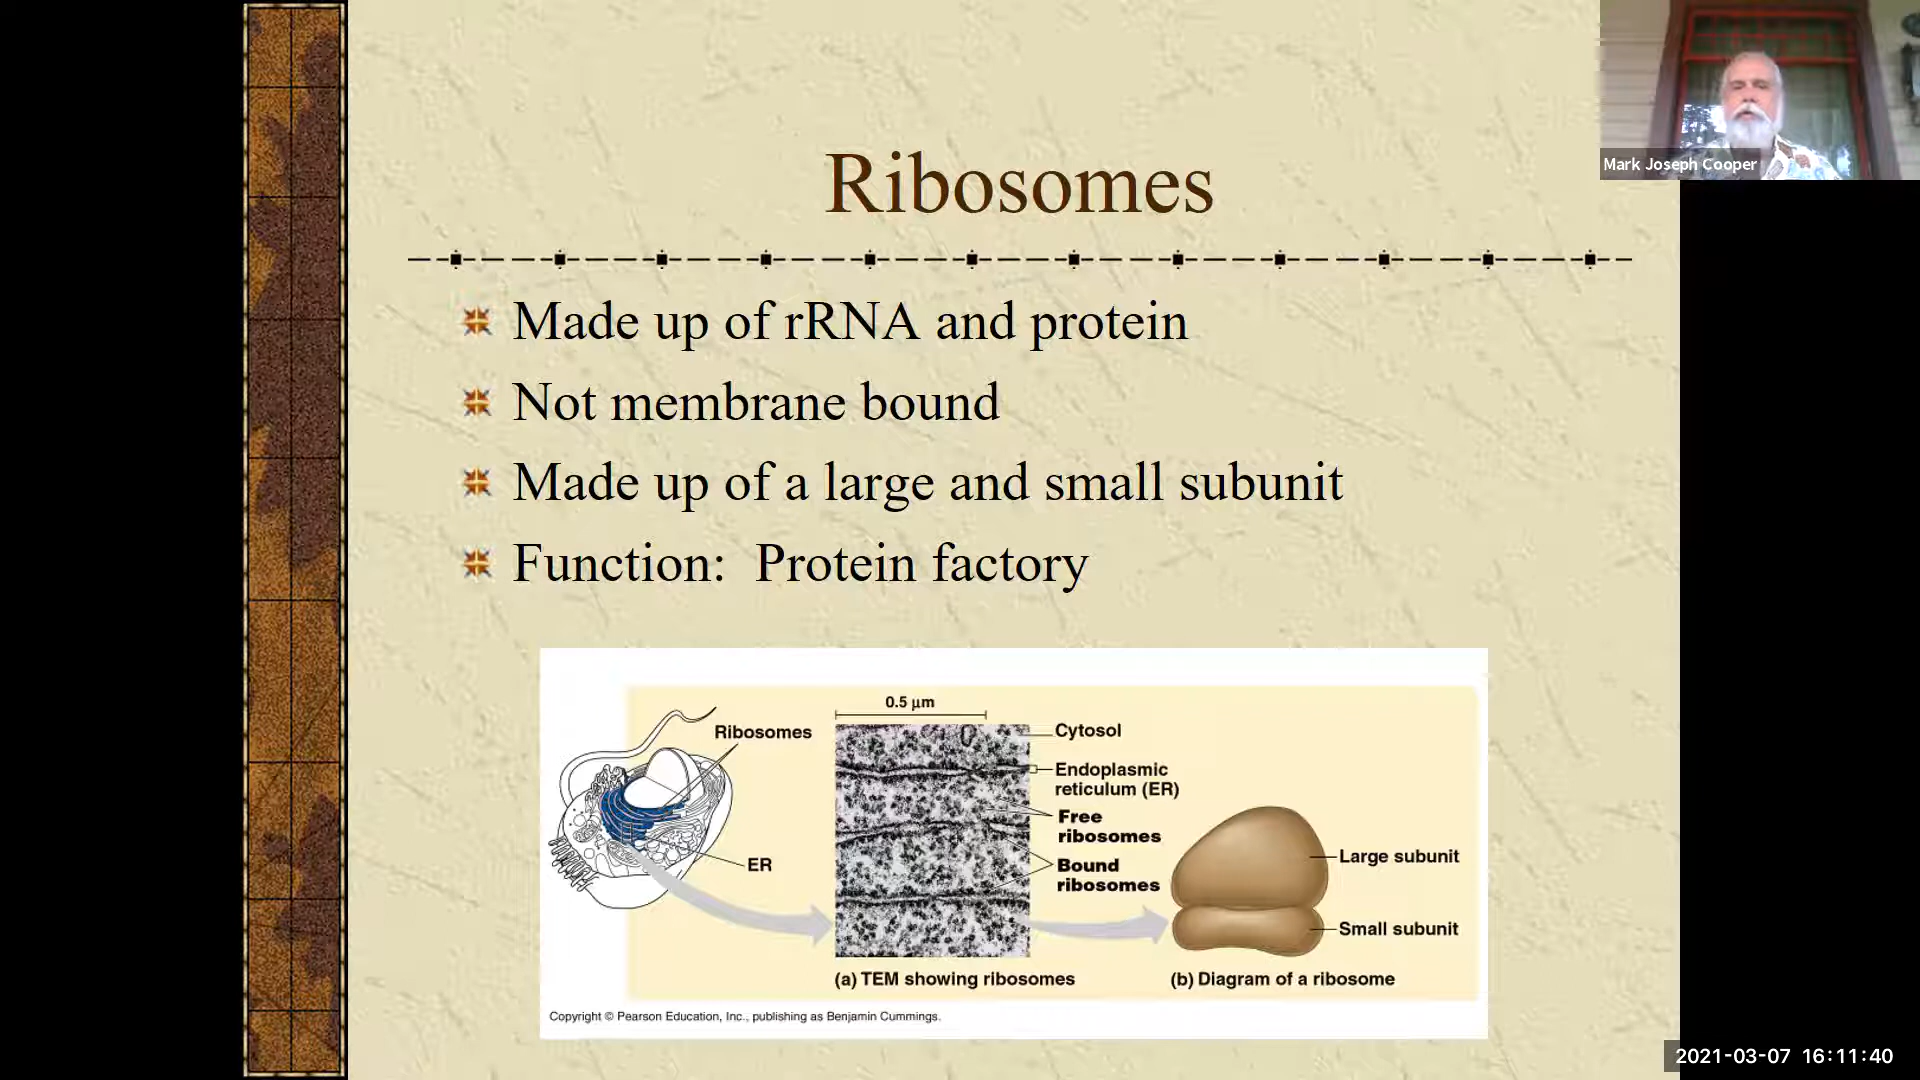 Mark Joseph Cooper
Ribosomes
Made up of rRNA and protein
Not membrane bound
Made up of a large and small subunit
Function:  Protein factory
0.5 µm
Ribosomes
ER
Cytosol
Endoplasmic
reticulum (ER)
Free
ribosomes
Bound
ribosomes
Large subunit
Small subunit
(a) TEM showing ribosomes
(b) Diagram of a ribosome
Copyright © Pearson Education, Inc., publishing as Benjamin Cummings.
2021-03-07 16:11:40